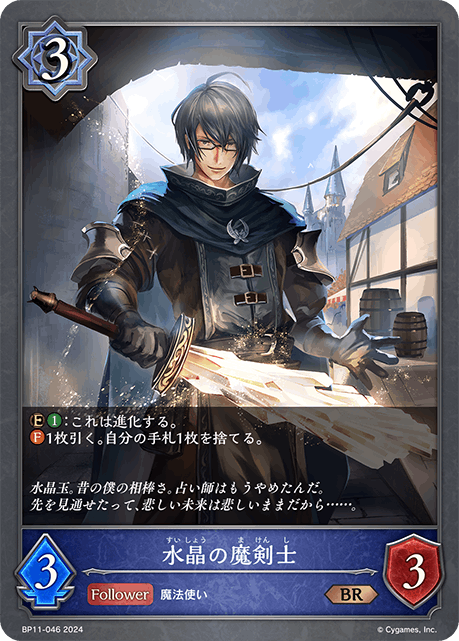 3
E 1:これは進化する。
F 1枚引く。自分の手札1枚を捨てる。
水晶玉。昔の僕の相棒さ。占い師はもうやめたんだ。
先を見通せたって、悲しい未来は悲しいままだから……。
すいしょう ま けん し
水晶の魔剣士
3
Follower 魔法使い
BR
3
BP11-046 2024
© Cygames, Inc.